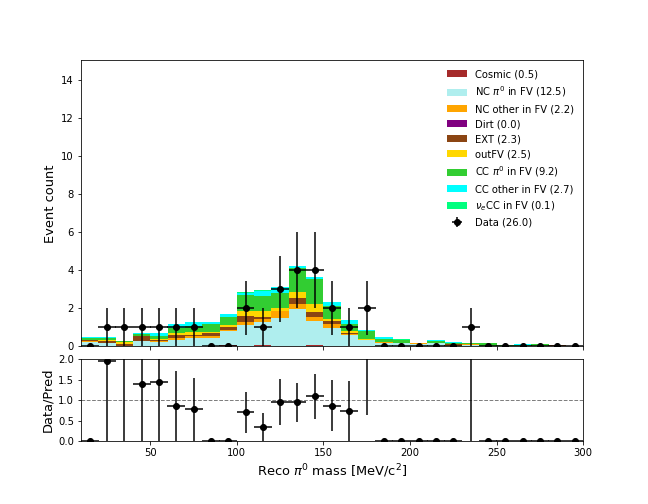 14
12
10
8
6
4
2
0
Event count
Cosmic (0.5)
NC π⁰ in FV (12.5)
NC other in FV (2.2)
Dirt (0.0)
EXT (2.3)
outFV (2.5)
CC π⁰ in FV (9.2)
CC other in FV (2.7)
νₑCC in FV (0.1)
Data (26.0)
2.0
1.5
1.0
0.5
0.0
Data/Pred
50 100 150 200 250 300
Reco π⁰ mass [MeV/c²]